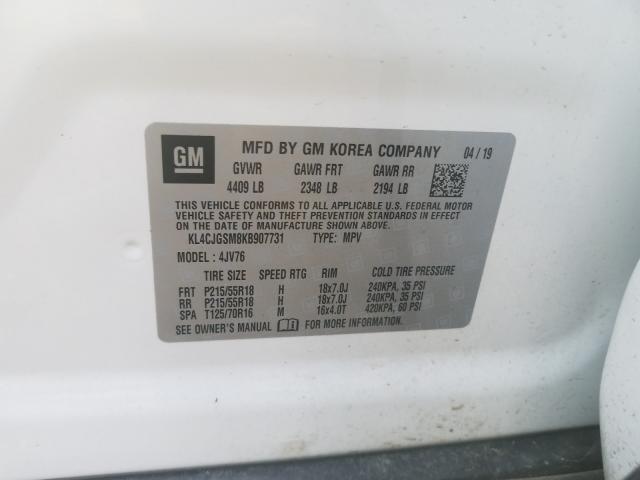 GM
MFD BY GM KOREA COMPANY 04 / 19
GVWR GAWR FRT GAWR RR
4409 LB 2348 LB 2194 LB
THIS VEHICLE CONFORMS TO ALL APPLICABLE U.S. FEDERAL MOTOR
VEHICLE SAFETY AND THEFT PREVENTION STANDARDS IN EFFECT ON
THE DATE OF MANUFACTURE SHOWN ABOVE.
KL4CJGSM8KB907731 TYPE: MPV
MODEL : 4JV76
TIRE SIZE SPEED RTG RIM COLD TIRE PRESSURE
FRT P215/55R18 H 18x7.0J 240KPA, 35 PSI
RR P215/55R18 H 18x7.0J 240KPA, 35 PSI
SPA T125/70R16 M 16x4.0T 420KPA, 60 PSI
SEE OWNER'S MANUAL FOR MORE INFORMATION.